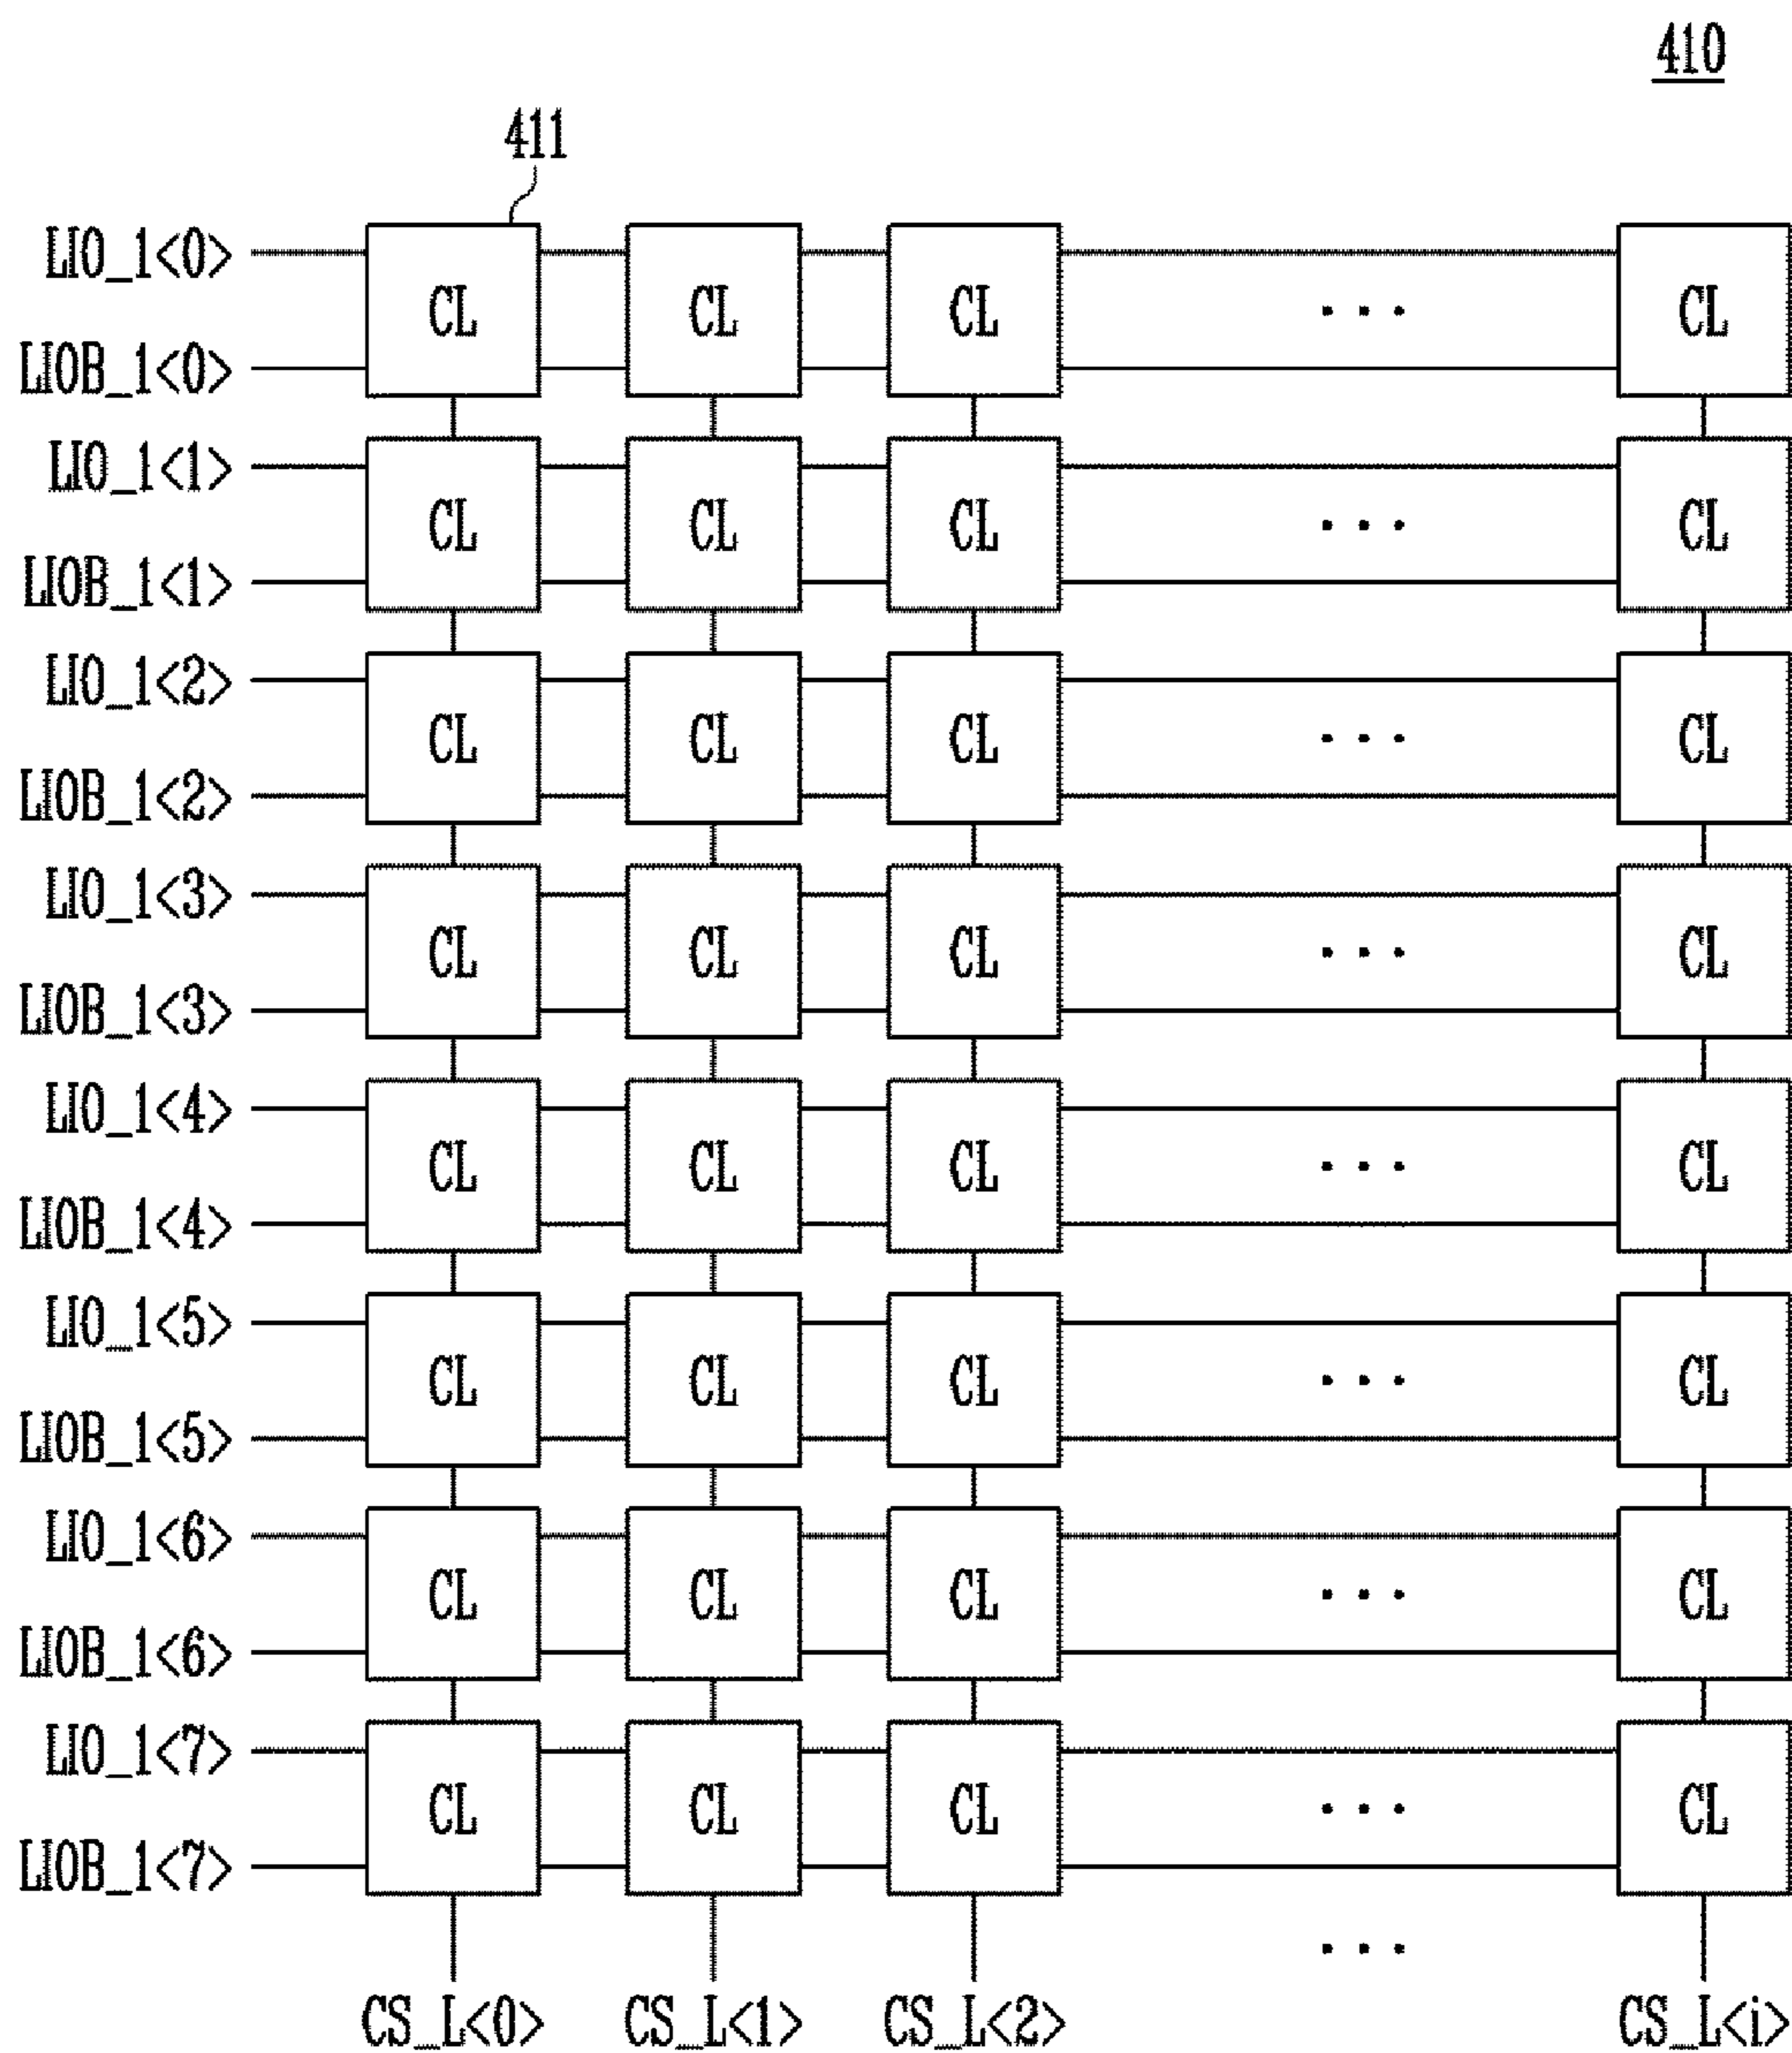 410
411
LIO_1<0>
CL CL CL ... CL
LIOB_1<0>
LIO_1<1>
CL CL CL ... CL
LIOB_1<1>
LIO_1<2>
CL CL CL ... CL
LIOB_1<2>
LIO_1<3>
CL CL CL ... CL
LIOB_1<3>
LIO_1<4>
CL CL CL ... CL
LIOB_1<4>
LIO_1<5>
CL CL CL ... CL
LIOB_1<5>
LIO_1<6>
CL CL CL ... CL
LIOB_1<6>
LIO_1<7>
CL CL CL ... CL
LIOB_1<7>
...
CS_L<0> CS_L<1> CS_L<2> CS_L<i>